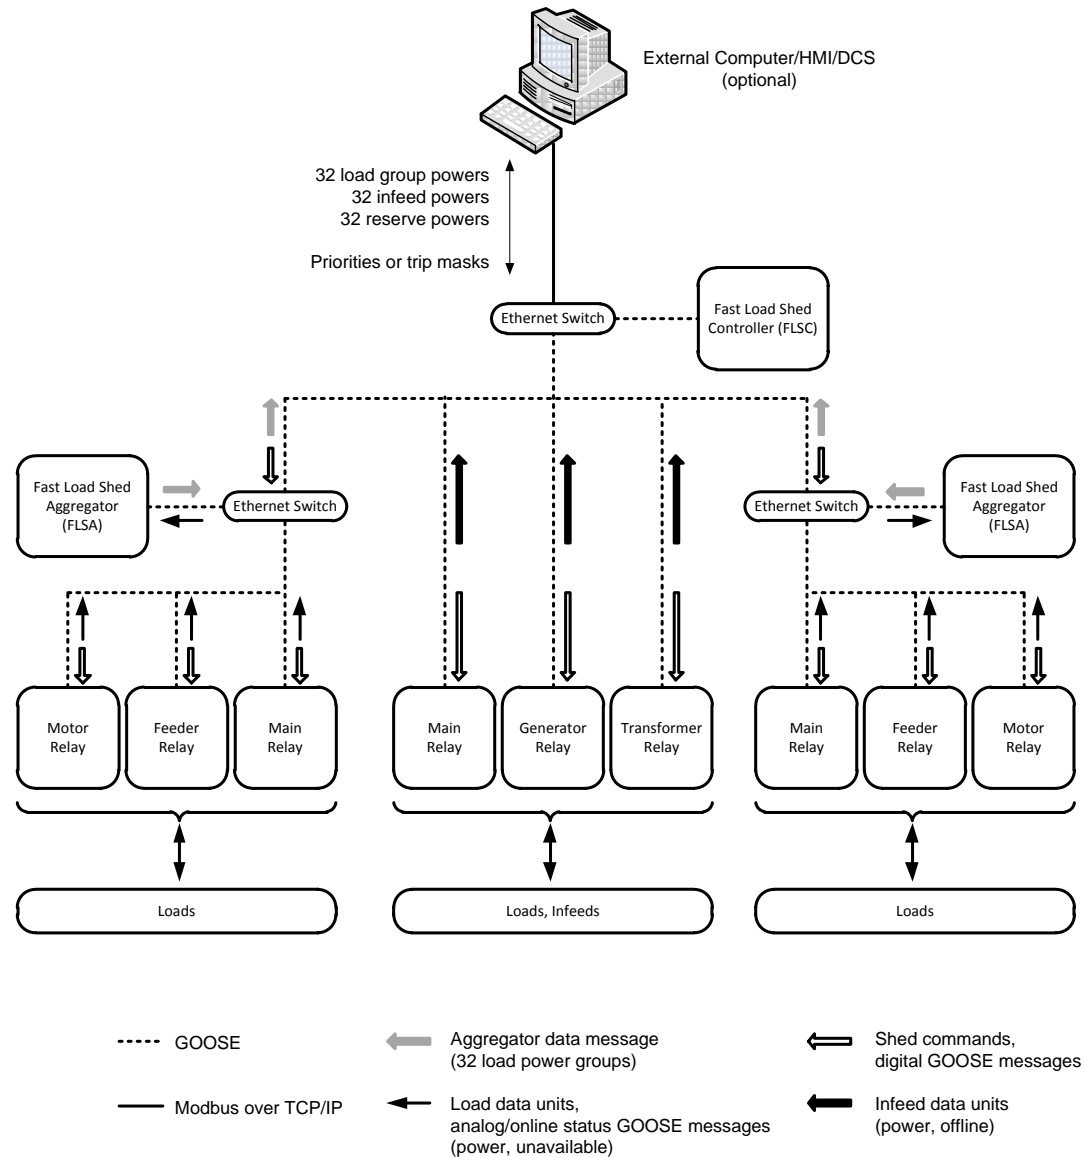 External Computer/HMI/DCS
(optional)
32 load group powers
32 infeed powers
32 reserve powers
Priorities or trip masks
Ethernet Switch
Fast Load Shed
Controller (FLSC)
Fast Load Shed
Aggregator
(FLSA)
Ethernet Switch
Ethernet Switch
Fast Load Shed
Aggregator
(FLSA)
Motor
Relay
Feeder
Relay
Main
Relay
Main
Relay
Generator
Relay
Transformer
Relay
Main
Relay
Feeder
Relay
Motor
Relay
Loads
Loads, Infeeds
Loads
GOOSE
Aggregator data message
(32 load power groups)
Shed commands,
digital GOOSE messages
Modbus over TCP/IP
Load data units,
analog/online status GOOSE messages
(power, unavailable)
Infeed data units
(power, offline)